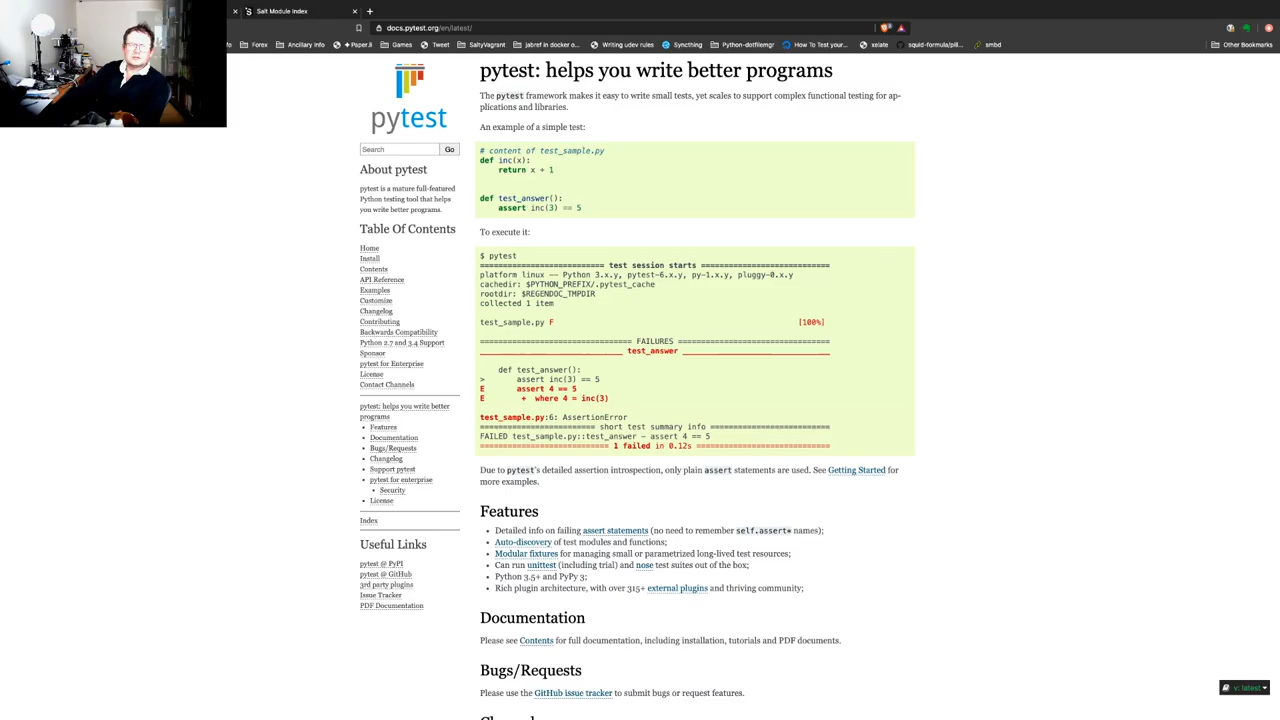 Salt Module Index
docs.pytest.org/en/latest/
Forex Ancillary Info +Paper.li Games Tweet SaltyVagrant jabref in docker o... Writing udev rules Syncthing Python-dotfilemgr How To Test your... xelate squid-formula/pill... smbd Other Bookmarks
pytest
Search Go
About pytest
pytest is a mature full-featured
Python testing tool that helps
you write better programs.
Table Of Contents
Home
Install
Contents
API Reference
Examples
Customize
Changelog
Contributing
Backwards Compatibility
Python 2.7 and 3.4 Support
Sponsor
pytest for Enterprise
License
Contact Channels
pytest: helps you write better
programs
Features
Documentation
Bugs/Requests
Changelog
Support pytest
pytest for enterprise
Security
License
Index
Useful Links
pytest @ PyPI
pytest @ GitHub
3rd party plugins
Issue Tracker
PDF Documentation
pytest: helps you write better programs
The pytest framework makes it easy to write small tests, yet scales to support complex functional testing for ap-
plications and libraries.
An example of a simple test:
# content of test_sample.py
def inc(x):
return x + 1
def test_answer():
assert inc(3) == 5
To execute it:
$ pytest
=========================== test session starts ============================
platform linux -- Python 3.x.y, pytest-6.x.y, py-1.x.y, pluggy-0.x.y
cachedir: $PYTHON_PREFIX/.pytest_cache
rootdir: $REGENDOC_TMPDIR
collected 1 item
test_sample.py F [100%]
================================= FAILURES =================================
_______________________________ test_answer ________________________________
def test_answer():
> assert inc(3) == 5
E assert 4 == 5
E + where 4 = inc(3)
test_sample.py:6: AssertionError
========================= short test summary info ==========================
FAILED test_sample.py::test_answer - assert 4 == 5
============================ 1 failed in 0.12s =============================
Due to pytest's detailed assertion introspection, only plain assert statements are used. See Getting Started for
more examples.
Features
Detailed info on failing assert statements (no need to remember self.assert* names);
Auto-discovery of test modules and functions;
Modular fixtures for managing small or parametrized long-lived test resources;
Can run unittest (including trial) and nose test suites out of the box;
Python 3.5+ and PyPy 3;
Rich plugin architecture, with over 315+ external plugins and thriving community;
Documentation
Please see Contents for full documentation, including installation, tutorials and PDF documents.
Bugs/Requests
Please use the GitHub issue tracker to submit bugs or request features.
v: latest